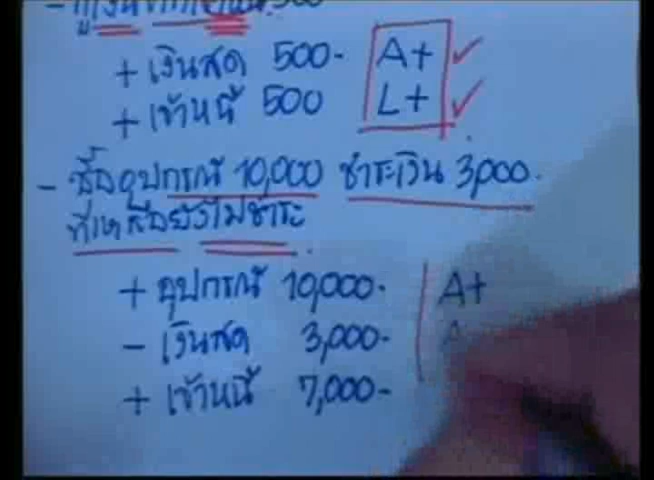 + เงินสด 500- A+
+ เจ้าหนี้ 500 L+
- ซื้ออุปกรณ์ 10,000 ชำระเงิน 3,000.
ที่เหลือยังไม่ชำระ
+ อุปกรณ์ 10,000- A+
- เงินสด 3,000-
+ เจ้าหนี้ 7,000-